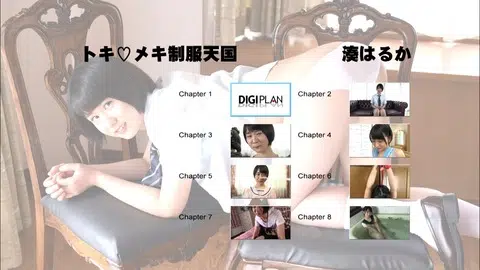 トキ♡メキ制服天国
湊はるか
Chapter 1
DIGIPLAN
Chapter 2
Chapter 3
Chapter 4
Chapter 5
Chapter 6
Chapter 7
Chapter 8